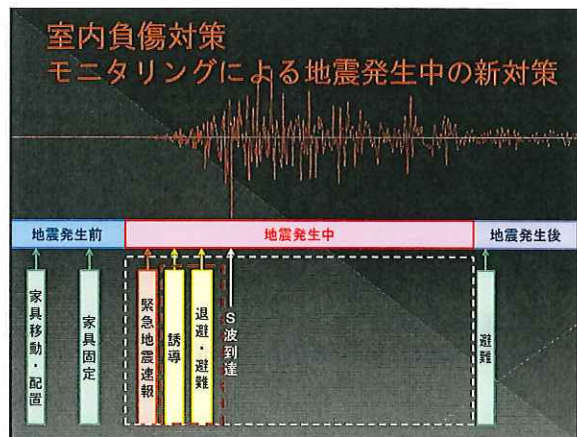 室内負傷対策
モニタリングによる地震発生中の新対策
地震発生前
地震発生中
地震発生後
家具移動・配置
家具固定
緊急地震速報
誘導
退避・避難
S波到達
避難